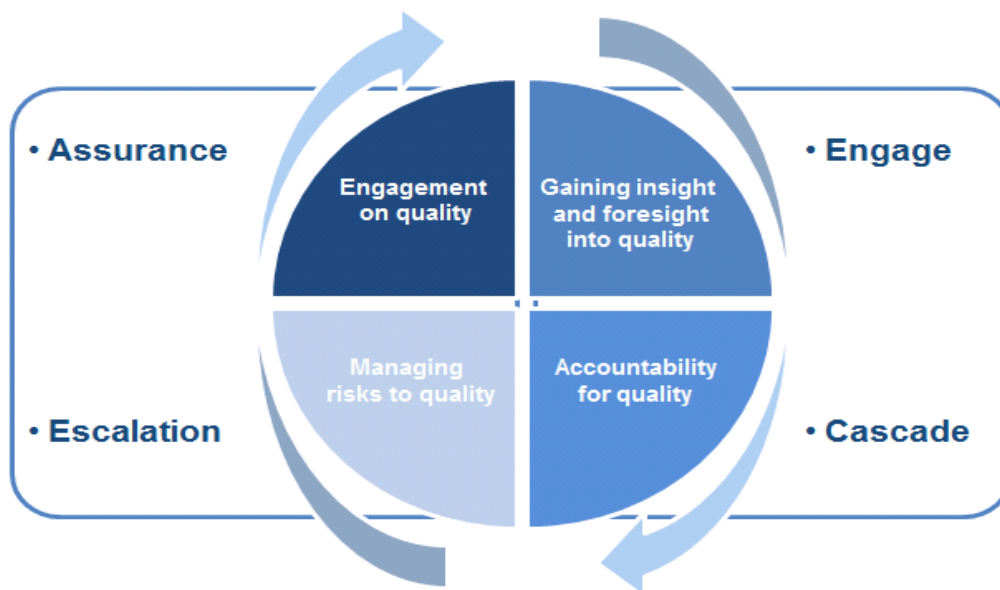 • Assurance
• Escalation
Engagement
on quality
Gaining insight
and foresight
into quality
Managing
risks to quality
Accountability
for quality
• Engage
• Cascade